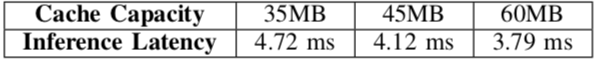 Cache Capacity 35MB 45MB 60MB
Inference Latency 4.72 ms 4.12 ms 3.79 ms